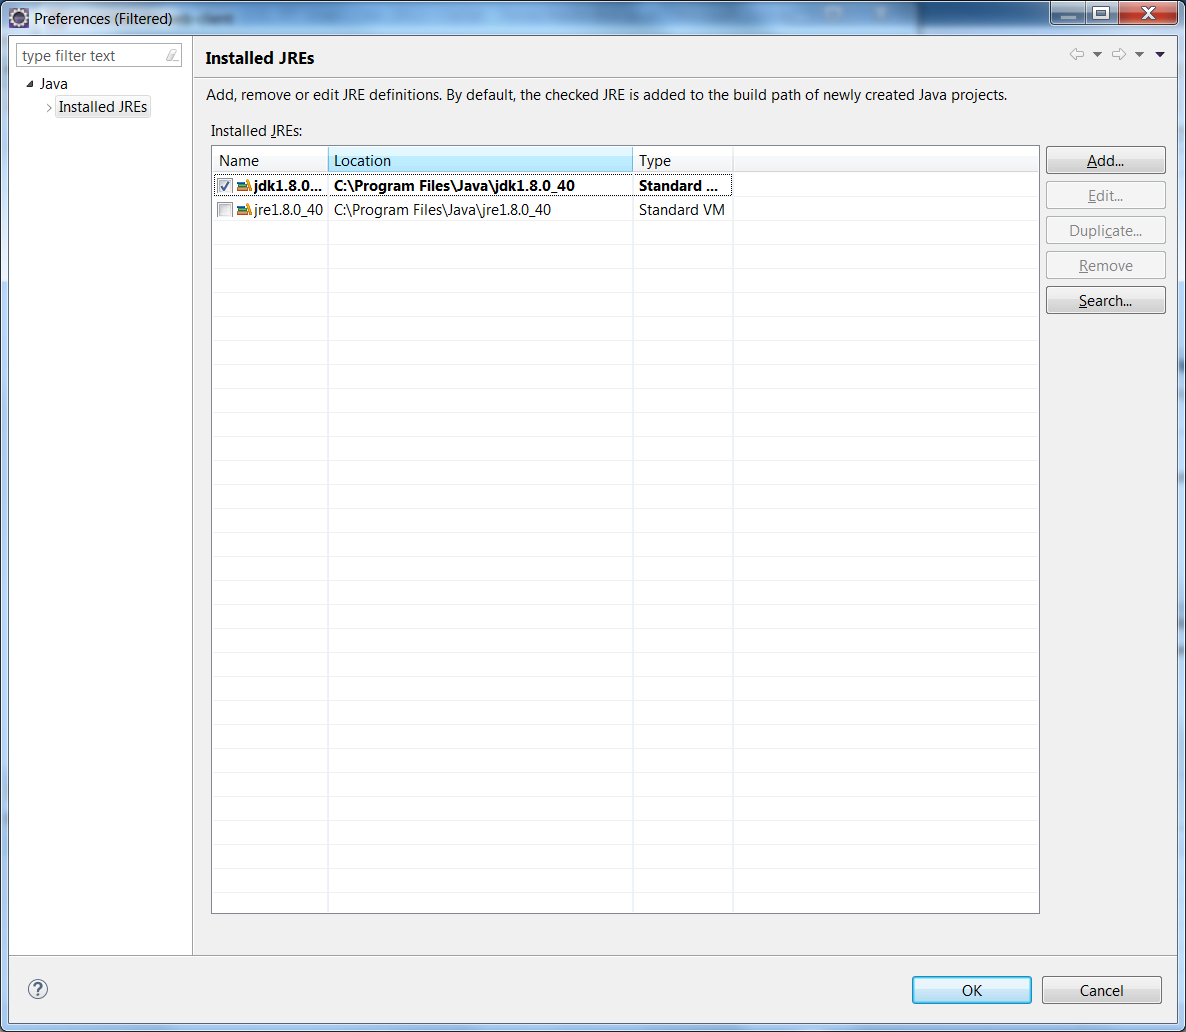 Preferences (Filtered)
type filter text
Java
Installed JREs
Installed JREs
Add, remove or edit JRE definitions. By default, the checked JRE is added to the build path of newly created Java projects.
Installed JREs:
Name Location Type
jdk1.8.0... C:\Program Files\Java\jdk1.8.0_40 Standard ...
jre1.8.0_40 C:\Program Files\Java\jre1.8.0_40 Standard VM
Add...
Edit...
Duplicate...
Remove
Search...
?
OK Cancel